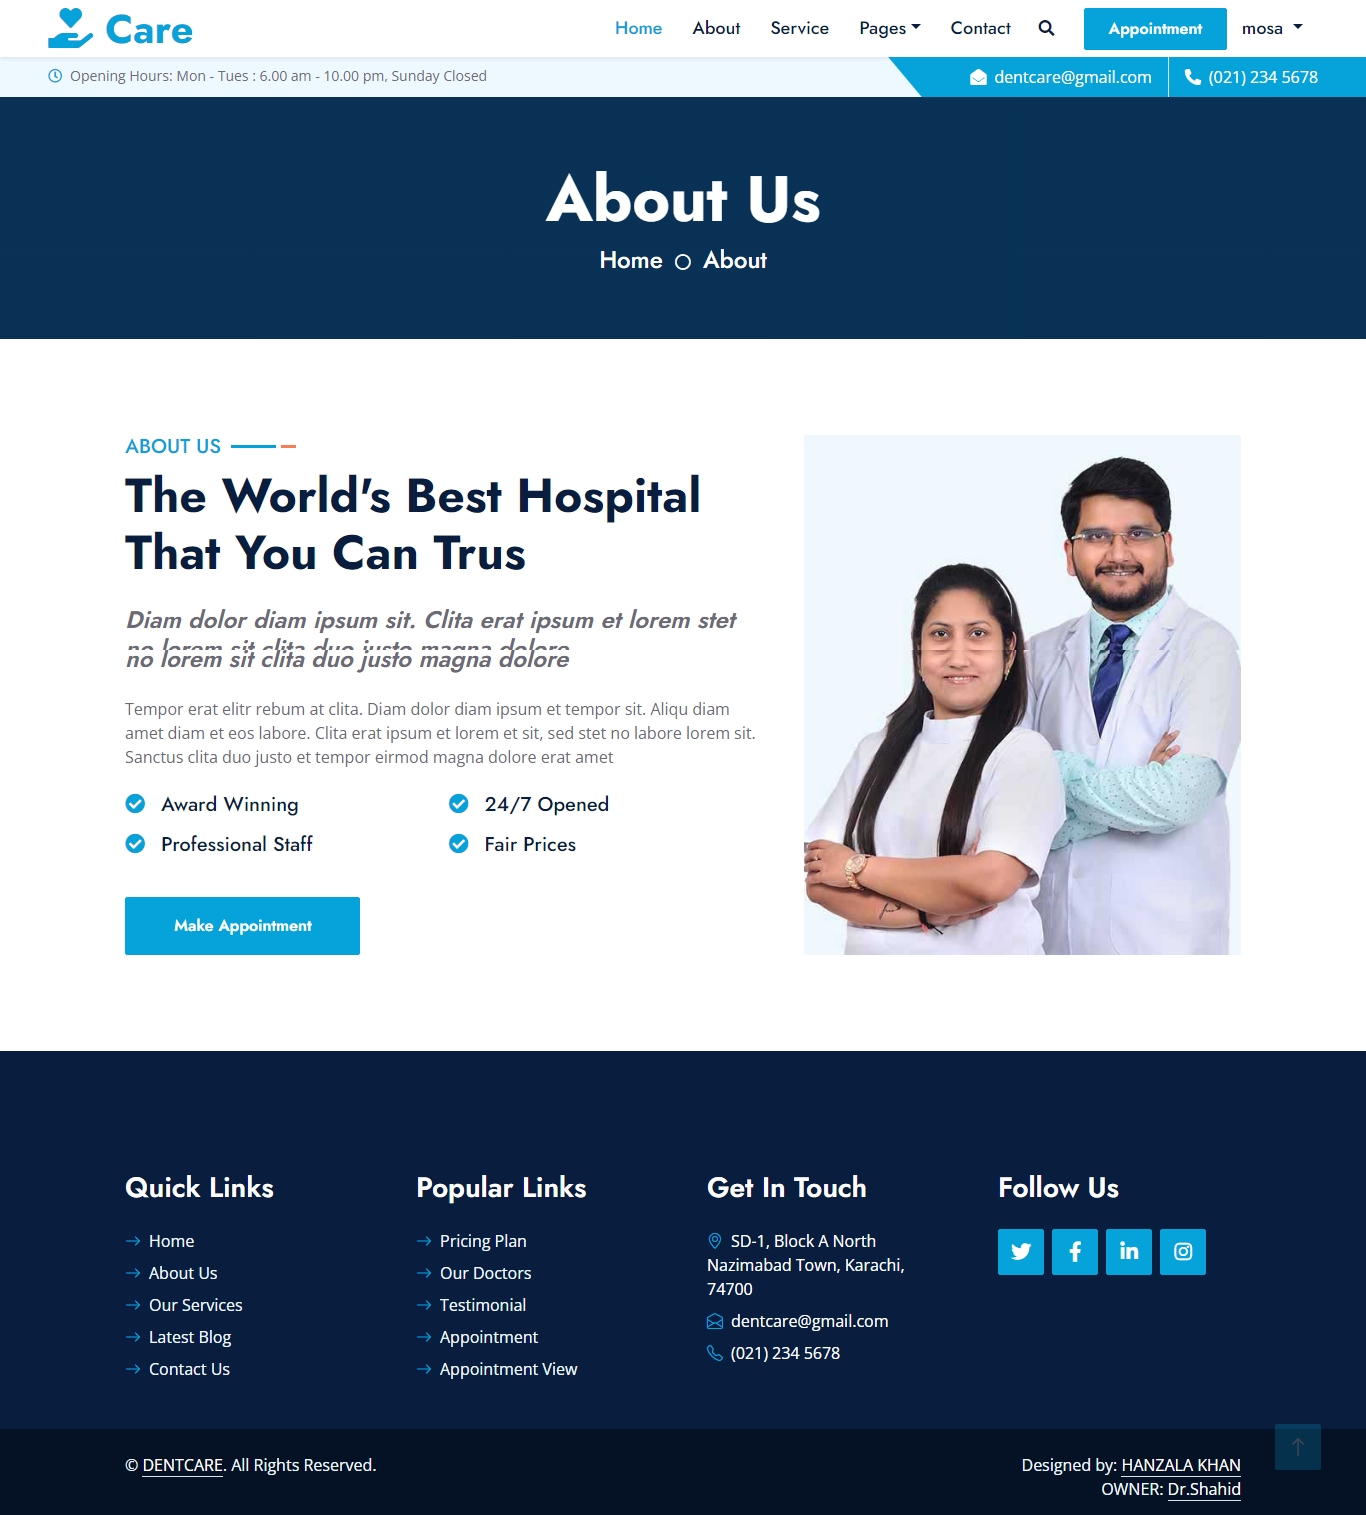 Care
Home About Service Pages Contact Appointment mosa
Opening Hours: Mon - Tues : 6.00 am - 10.00 pm, Sunday Closed
dentcare@gmail.com (021) 234 5678
About Us
Home About
ABOUT US
The World's Best Hospital
That You Can Trus
Diam dolor diam ipsum sit. Clita erat ipsum et lorem stet
no lorem sit clita duo justo magna dolore
no lorem sit clita duo justo magna dolore
Tempor erat elitr rebum at clita. Diam dolor diam ipsum et tempor sit. Aliqu diam
amet diam et eos labore. Clita erat ipsum et lorem et sit, sed stet no labore lorem sit.
Sanctus clita duo justo et tempor eirmod magna dolore erat amet
Award Winning
24/7 Opened
Professional Staff
Fair Prices
Make Appointment
Quick Links
Home
About Us
Our Services
Latest Blog
Contact Us
Popular Links
Pricing Plan
Our Doctors
Testimonial
Appointment
Appointment View
Get In Touch
SD-1, Block A North
Nazimabad Town, Karachi,
74700
dentcare@gmail.com
(021) 234 5678
Follow Us
© DENTCARE. All Rights Reserved.
Designed by: HANZALA KHAN
OWNER: Dr.Shahid